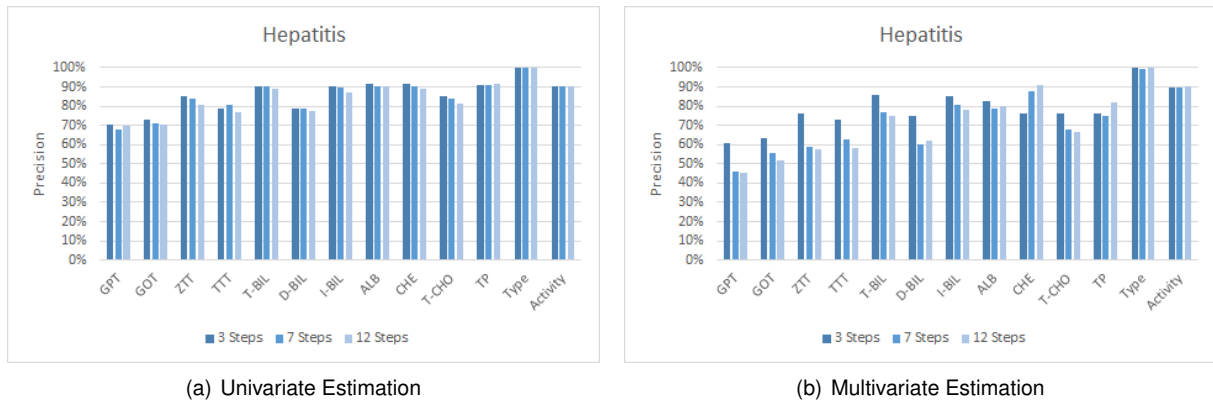 Hepatitis
100%
90%
80%
70%
60%
50%
40%
30%
20%
10%
0%
Precision
GPT GOT ZTT TTT T-BIL D-BIL I-BIL ALB CHE T-CHO TP Type Activity
3 Steps 7 Steps 12 Steps
(a) Univariate Estimation
Hepatitis
100%
90%
80%
70%
60%
50%
40%
30%
20%
10%
0%
Precision
GPT GOT ZTT TTT T-BIL D-BIL I-BIL ALB CHE T-CHO TP Type Activity
3 Steps 7 Steps 12 Steps
(b) Multivariate Estimation